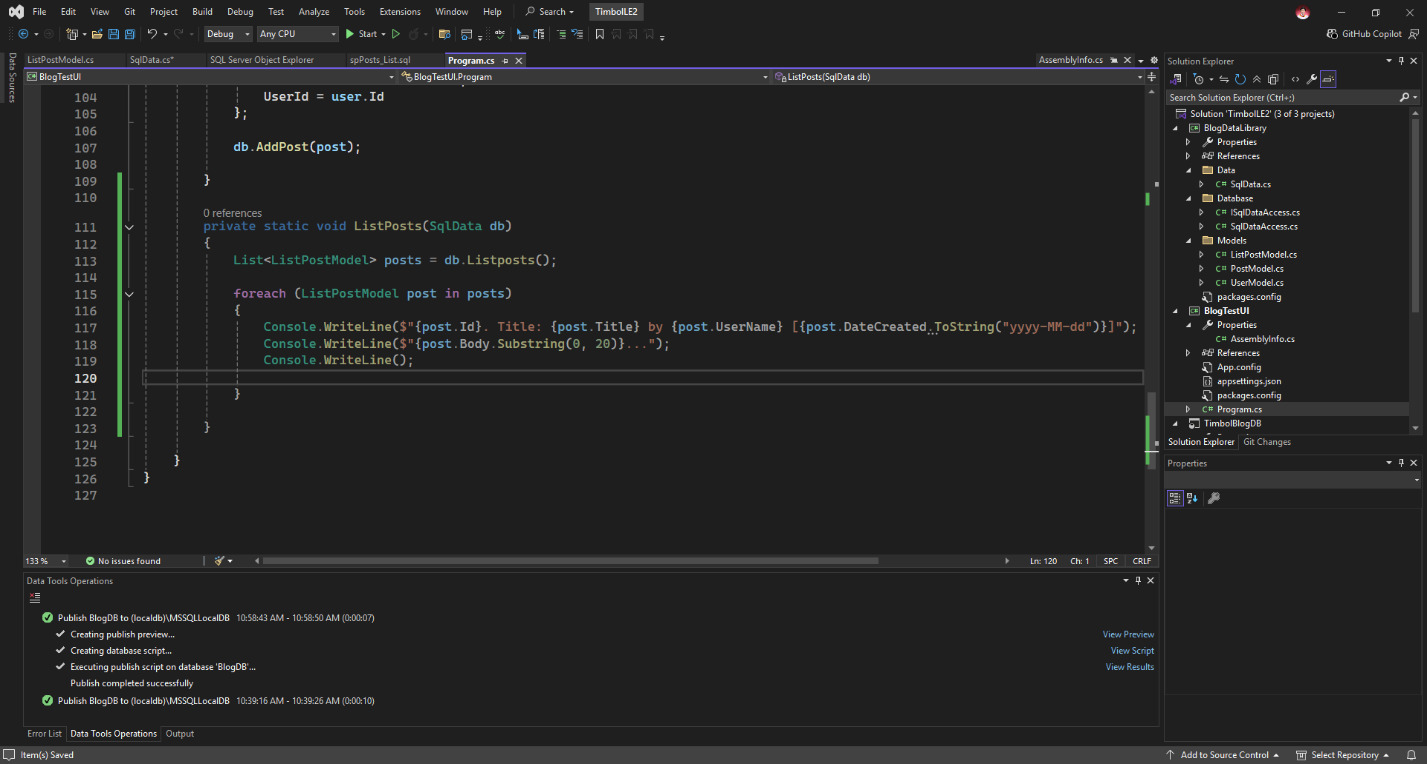 File Edit View Git Project Build Debug Test Analyze Tools Extensions Window Help Search TimbolLE2
Debug Any CPU Start GitHub Copilot
ListPostModel.cs SqlData.cs* SQL Server Object Explorer spPosts_List.sql Program.cs AssemblyInfo.cs
BlogTestUI BlogTestUI.Program ListPosts(SqlData db)
Data Sources
104 UserId = user.Id
105 };
106
107 db.AddPost(post);
108
109 }
110
0 references
111 private static void ListPosts(SqlData db)
112 {
113 List<ListPostModel> posts = db.Listposts();
114
115 foreach (ListPostModel post in posts)
116 {
117 Console.WriteLine($"{post.Id}. Title: {post.Title} by {post.UserName} [{post.DateCreated.ToString("yyyy-MM-dd")}]");
118 Console.WriteLine($"{post.Body.Substring(0, 20)}...");
119 Console.WriteLine();
120
121 }
122
123 }
124
125 }
126 }
127
133 % No issues found Ln: 120 Ch: 1 SPC CRLF
Data Tools Operations
Publish BlogDB to (localdb)\MSSQLLocalDB 10:58:43 AM - 10:58:50 AM (0:00:07)
Creating publish preview... View Preview
Creating database script... View Script
Executing publish script on database 'BlogDB'... View Results
Publish completed successfully
Publish BlogDB to (localdb)\MSSQLLocalDB 10:39:16 AM - 10:39:26 AM (0:00:10)
Error List Data Tools Operations Output
Solution Explorer
Search Solution Explorer (Ctrl+;)
Solution 'TimbolLE2' (3 of 3 projects)
BlogDataLibrary
Properties
References
Data
SqlData.cs
Database
ISqlDataAccess.cs
SqlDataAccess.cs
Models
ListPostModel.cs
PostModel.cs
UserModel.cs
packages.config
BlogTestUI
Properties
AssemblyInfo.cs
References
App.config
appsettings.json
packages.config
Program.cs
TimbolBlogDB
Solution Explorer Git Changes
Properties
Item(s) Saved Add to Source Control Select Repository